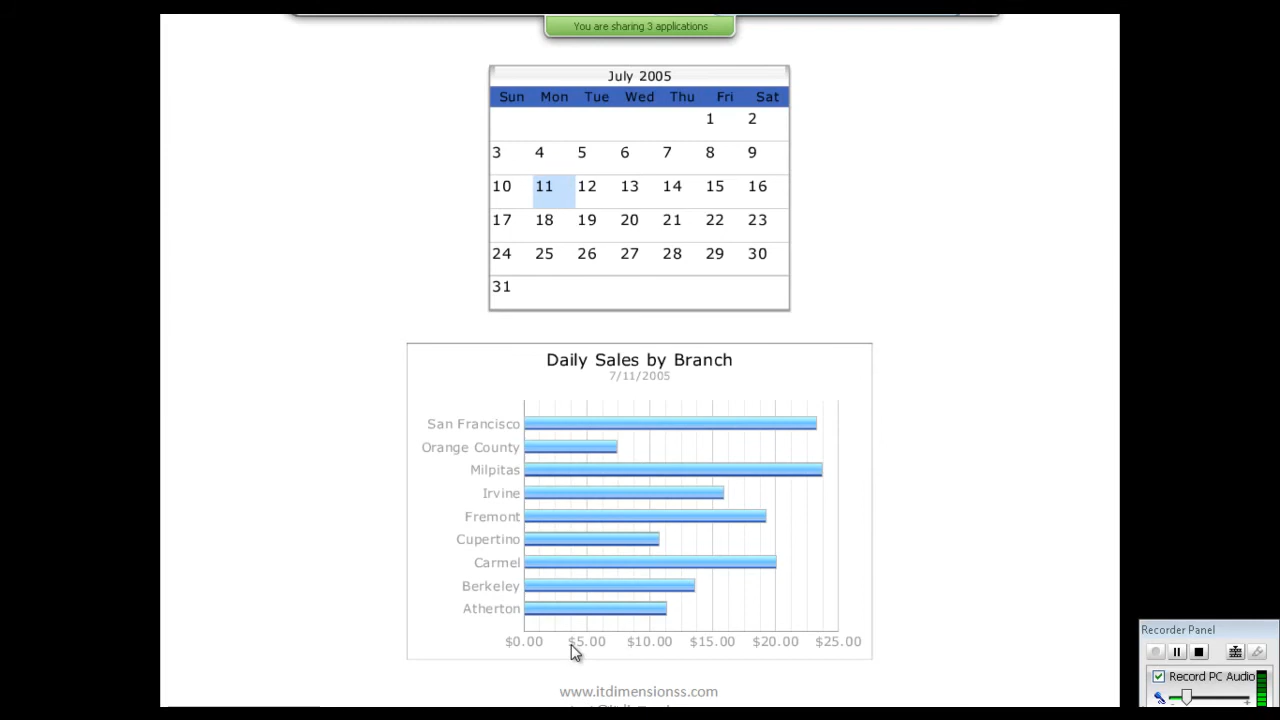 You are sharing 3 applications
July 2005
Sun Mon Tue Wed Thu Fri Sat
1 2
3 4 5 6 7 8 9
10 11 12 13 14 15 16
17 18 19 20 21 22 23
24 25 26 27 28 29 30
31
Daily Sales by Branch
7/11/2005
San Francisco
Orange County
Milpitas
Irvine
Fremont
Cupertino
Carmel
Berkeley
Atherton
$0.00 $5.00 $10.00 $15.00 $20.00 $25.00
Recorder Panel
Record PC Audio
www.itdimensionss.com